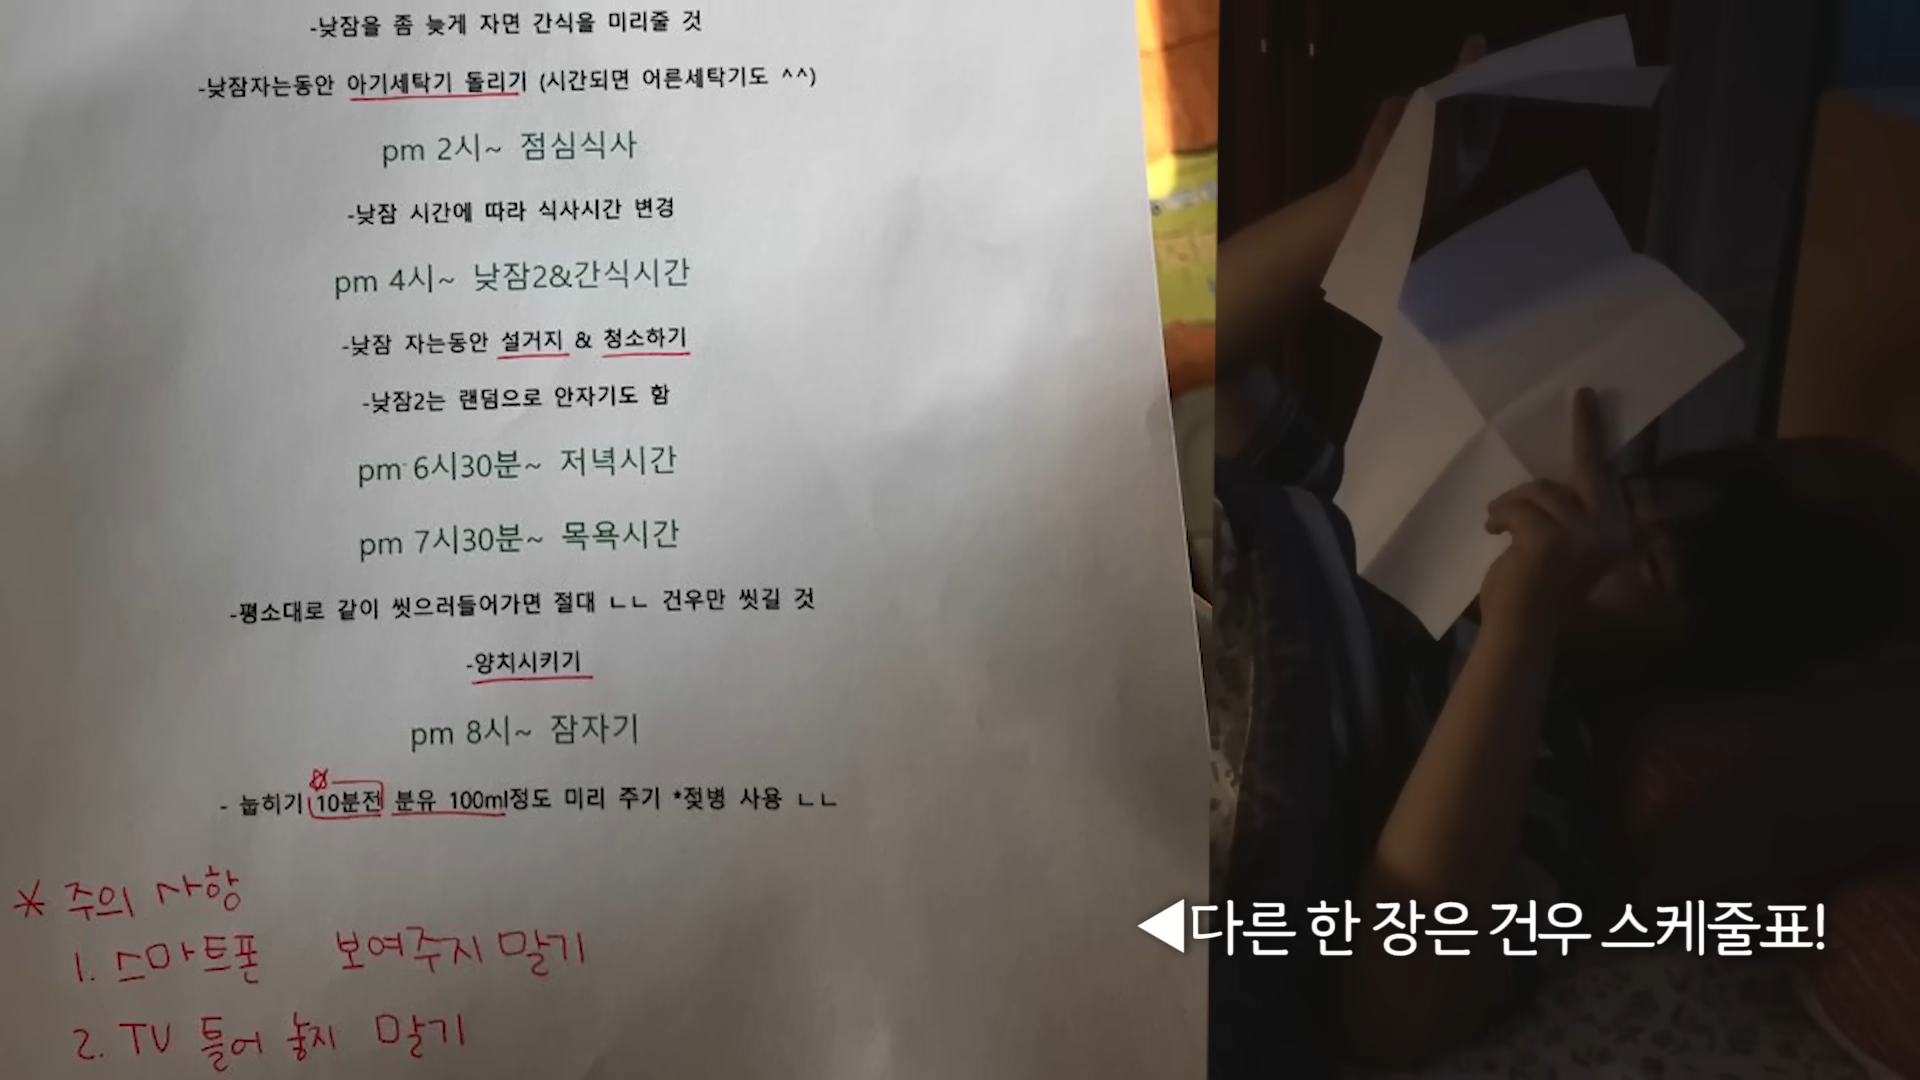 -낮잠을 좀 늦게 자면 간식을 미리줄 것
-낮잠자는동안 아기세탁기 돌리기 (시간되면 어른세탁기도 ^^)
pm 2시~ 점심식사
-낮잠 시간에 따라 식사시간 변경
pm 4시~ 낮잠2&간식시간
-낮잠 자는동안 설거지 & 청소하기
-낮잠2는 랜덤으로 안자기도 함
pm 6시30분~ 저녁시간
pm 7시30분~ 목욕시간
-평소대로 같이 씻으러들어가면 절대 ㄴㄴ 건우만 씻길 것
-양치시키기
pm 8시~ 잠자기
- 눕히기 10분전 분유 100ml정도 미리 주기 *젖병 사용 ㄴㄴ
* 주의 사항
1. 스마트폰 보여주지 말기
2. TV 틀어 놓지 말기
◀다른 한 장은 건우 스케줄표!